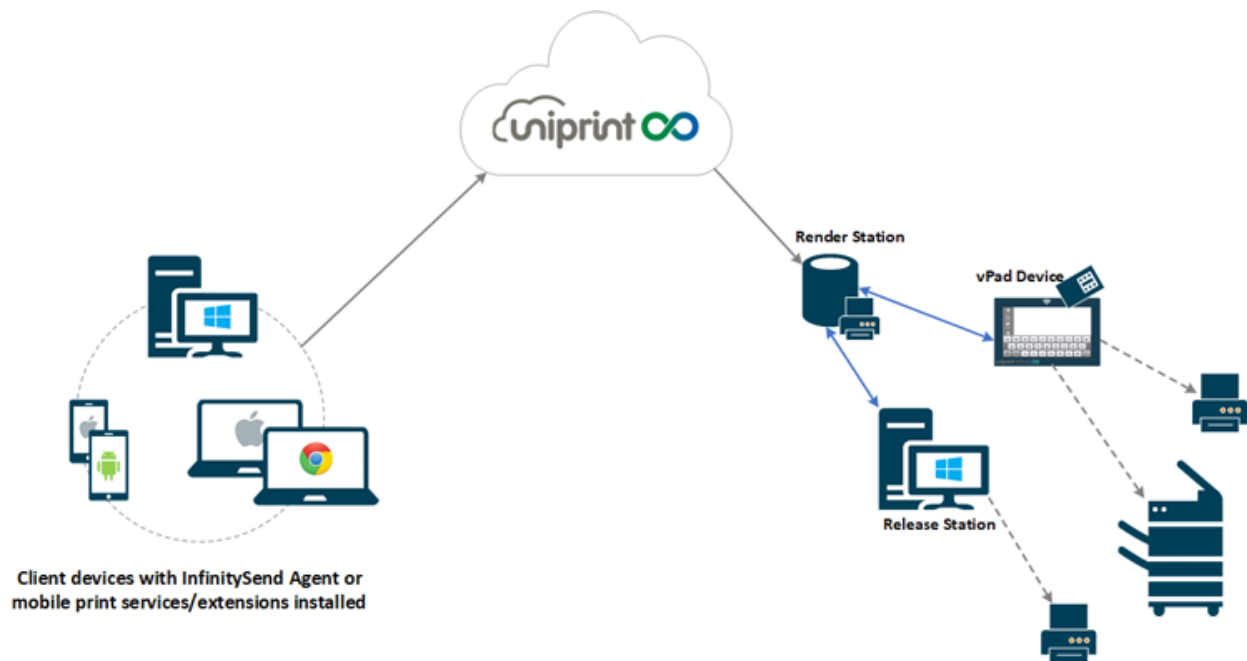 uniprint
Render Station
vPad Device
Release Station
Client devices with InfinitySend Agent or
mobile print services/extensions installed